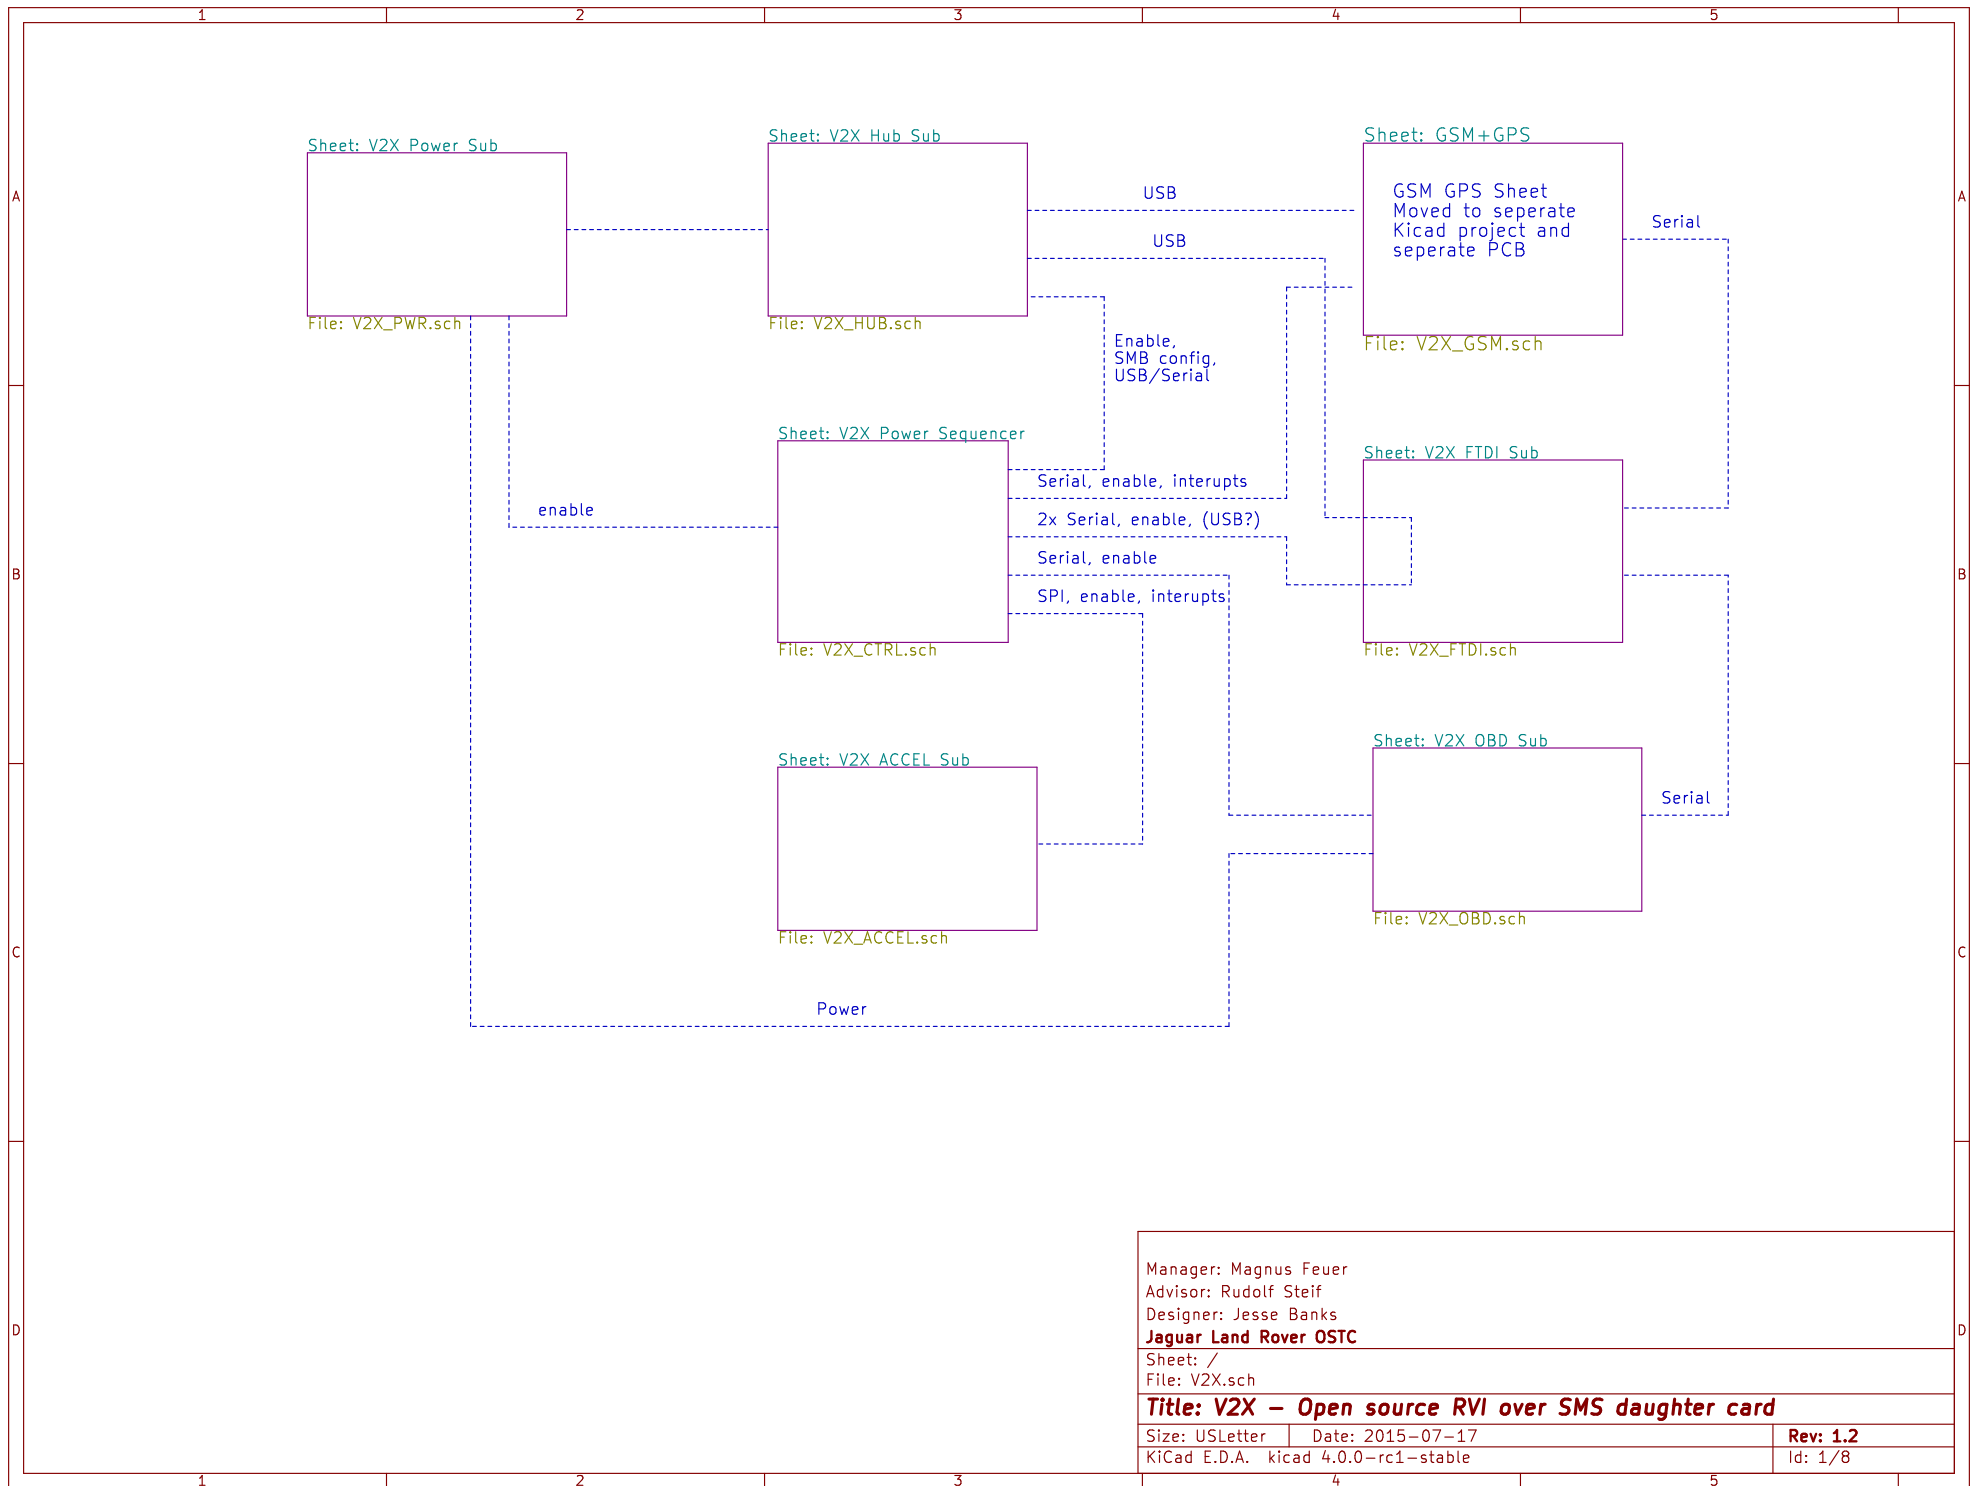 1 2 3 4 5
Sheet: V2X Power Sub
File: V2X_PWR.sch
Sheet: V2X Hub Sub
File: V2X_HUB.sch
Sheet: GSM+GPS
GSM GPS Sheet
Moved to seperate
Kicad project and
seperate PCB
File: V2X_GSM.sch
USB
USB
Serial
A A
Enable,
SMB config,
USB/Serial
Sheet: V2X Power Sequencer
File: V2X_CTRL.sch
enable
Serial, enable, interupts
2x Serial, enable, (USB?)
Serial, enable
SPI, enable, interupts
Sheet: V2X FTDI Sub
File: V2X_FTDI.sch
B B
Sheet: V2X ACCEL Sub
File: V2X_ACCEL.sch
Sheet: V2X OBD Sub
File: V2X_OBD.sch
Serial
C C
Power
D D
Manager: Magnus Feuer
Advisor: Rudolf Steif
Designer: Jesse Banks
Jaguar Land Rover OSTC
Sheet: /
File: V2X.sch
Title: V2X - Open source RVI over SMS daughter card
Size: USLetter Date: 2015-07-17 Rev: 1.2
KiCad E.D.A. kicad 4.0.0-rc1-stable Id: 1/8
1 2 3 4 5